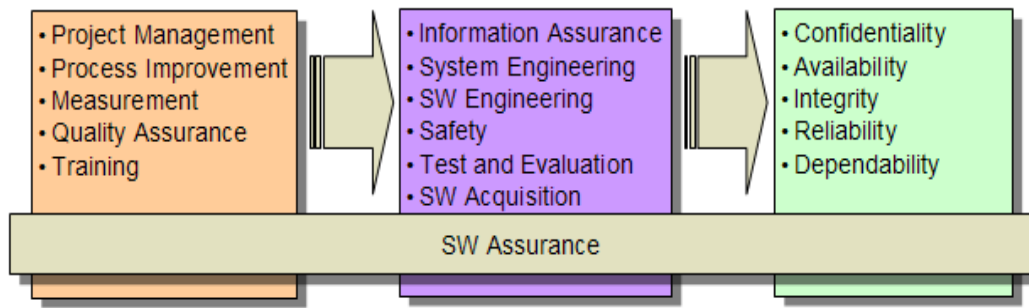 • Project Management
• Process Improvement
• Measurement
• Quality Assurance
• Training
• Information Assurance
• System Engineering
• SW Engineering
• Safety
• Test and Evaluation
• SW Acquisition
• Confidentiality
• Availability
• Integrity
• Reliability
• Dependability
SW Assurance